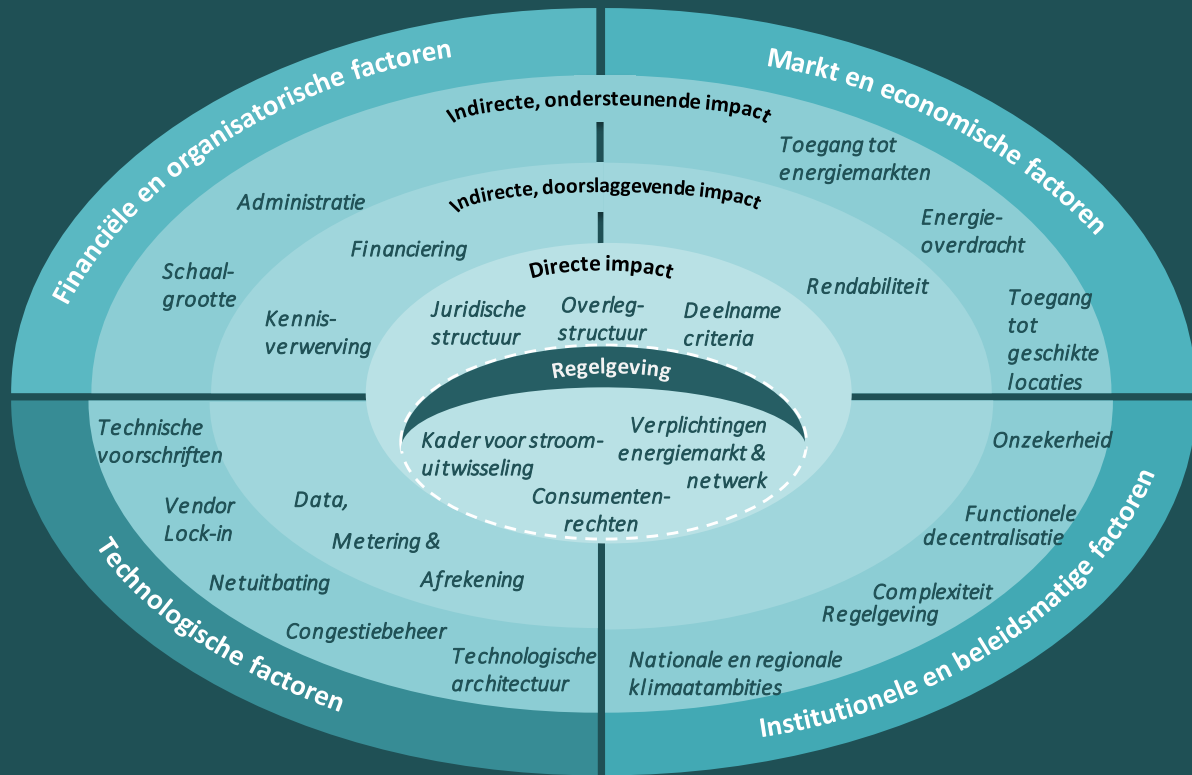 Financiële en organisatorische factoren
Markt en economische factoren
Indirecte, ondersteunende impact
Toegang tot
energiemarkten
Indirecte, doorslaggevende impact
Administratie
Energie-
overdracht
Financiering
Directe impact
Schaal-
grootte
Rendabiliteit
Toegang
tot
geschikte
locaties
Kennis-
verwerving
Juridische
structuur
Overleg-
structuur
Deelname
criteria
Regelgeving
Technische
voorschriften
Kader voor stroom-
uitwisseling
Verplichtingen
energiemarkt &
netwerk
Onzekerheid
Consumenten-
rechten
Vendor
Lock-in
Data,
Metering &
Afrekening
Functionele
decentralisatie
Netuitbating
Complexiteit
Regelgeving
Congestiebeheer
Technologische
architectuur
Nationale en regionale
klimaatambities
Technologische factoren
Institutionele en beleidsmatige factoren